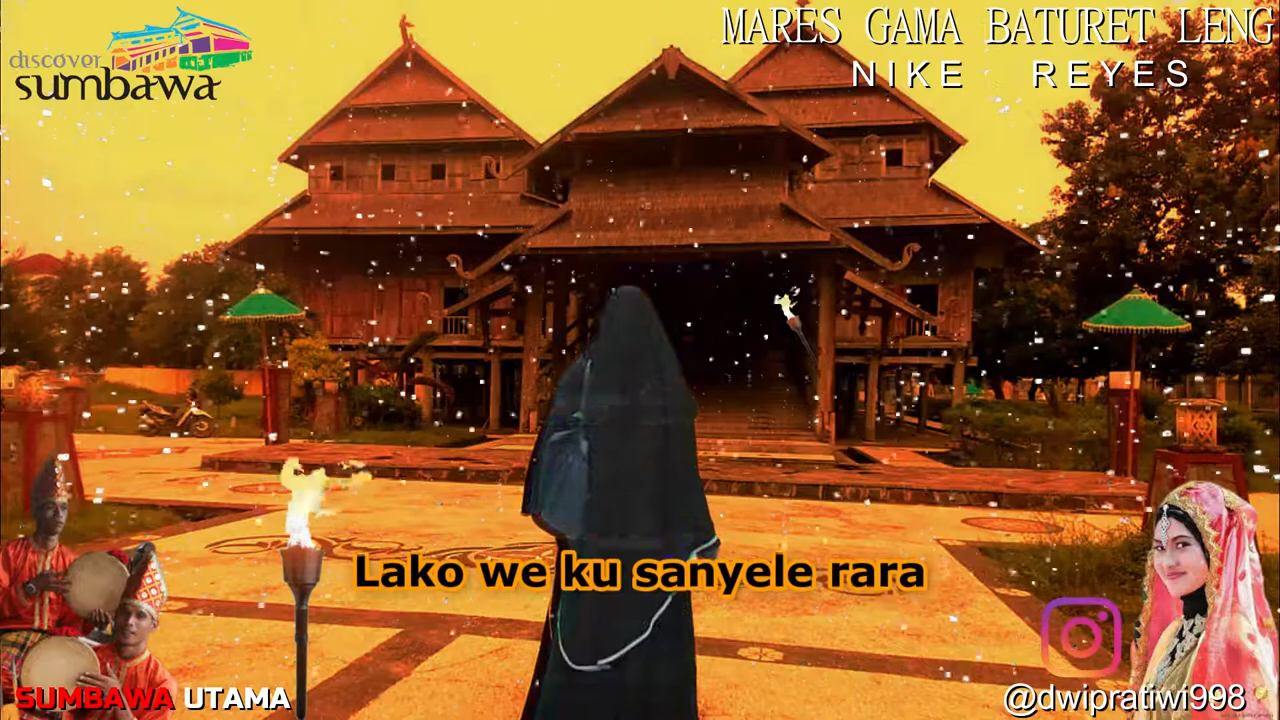 discover
sumbawa
MARES GAMA BATURET LENG
NIKE REYES
Lako we ku sanyele rara
SUMBAWA UTAMA
@dwipratiwi998